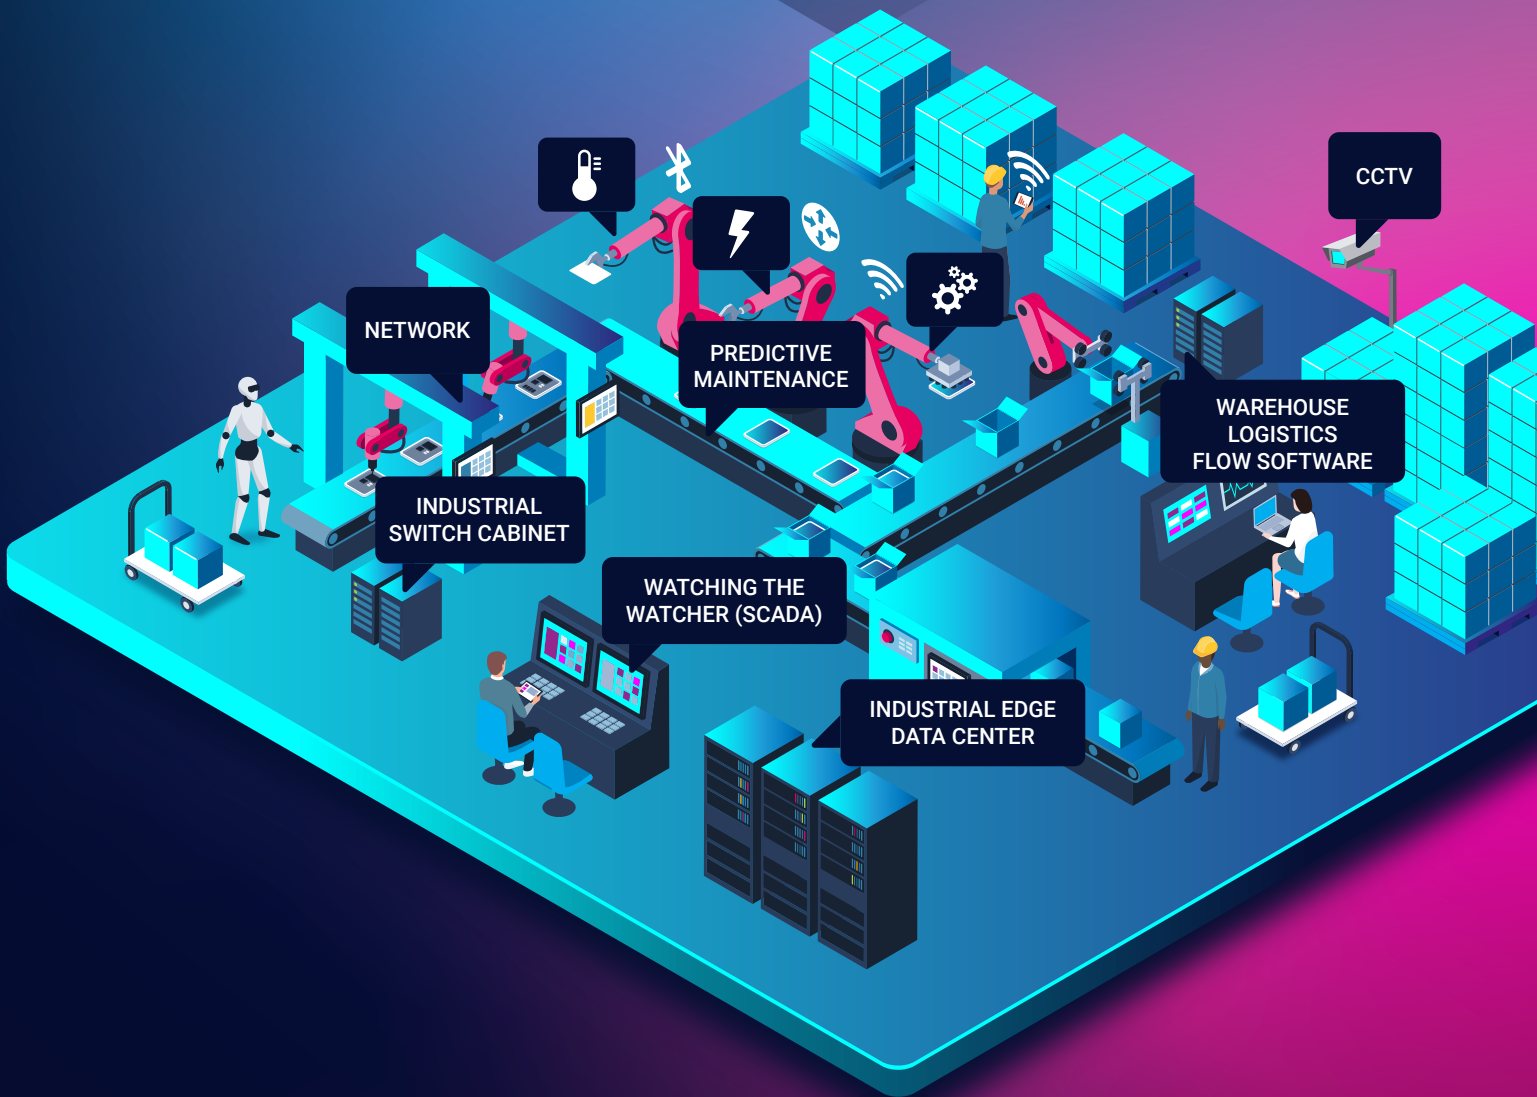 CCTV
NETWORK
PREDICTIVE
MAINTENANCE
WAREHOUSE
LOGISTICS
FLOW SOFTWARE
INDUSTRIAL
SWITCH CABINET
WATCHING THE
WATCHER (SCADA)
INDUSTRIAL EDGE
DATA CENTER